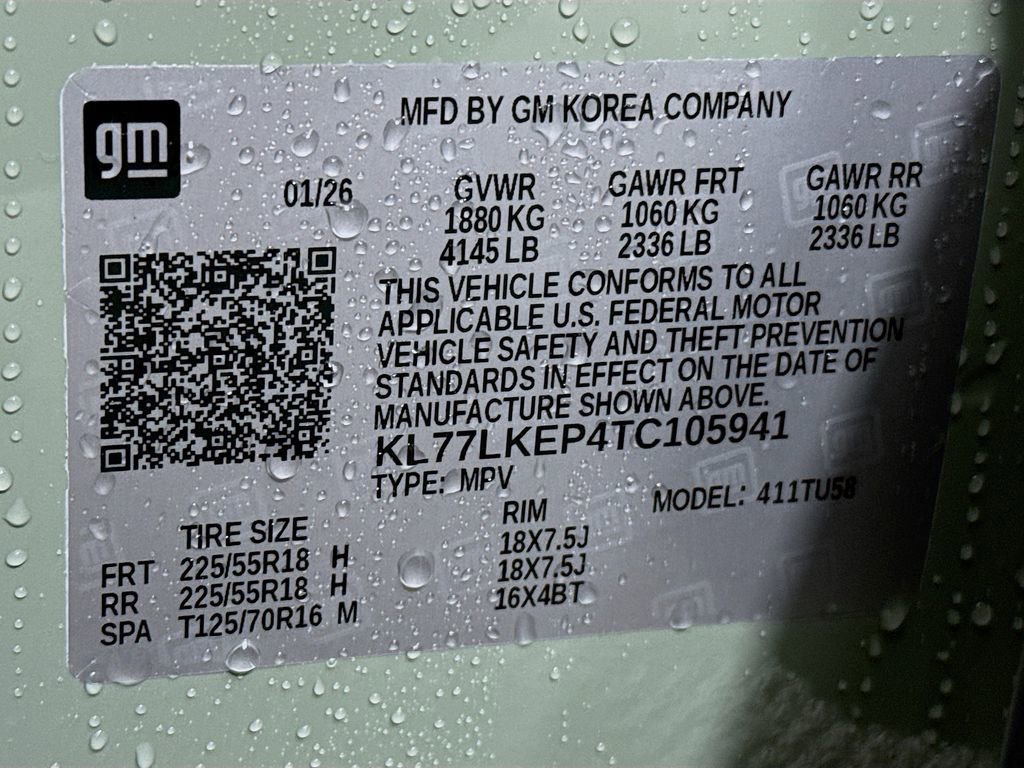 gm
MFD BY GM KOREA COMPANY
01/26 GVWR GAWR FRT GAWR RR
1880 KG 1060 KG 1060 KG
4145 LB 2336 LB 2336 LB
THIS VEHICLE CONFORMS TO ALL
APPLICABLE U.S. FEDERAL MOTOR
VEHICLE SAFETY AND THEFT PREVENTION
STANDARDS IN EFFECT ON THE DATE OF
MANUFACTURE SHOWN ABOVE.
KL77LKEP4TC105941
TYPE: MPV MODEL: 411TU58
TIRE SIZE RIM
FRT 225/55R18 H 18X7.5J
RR 225/55R18 H 18X7.5J
SPA T125/70R16 M 16X4BT